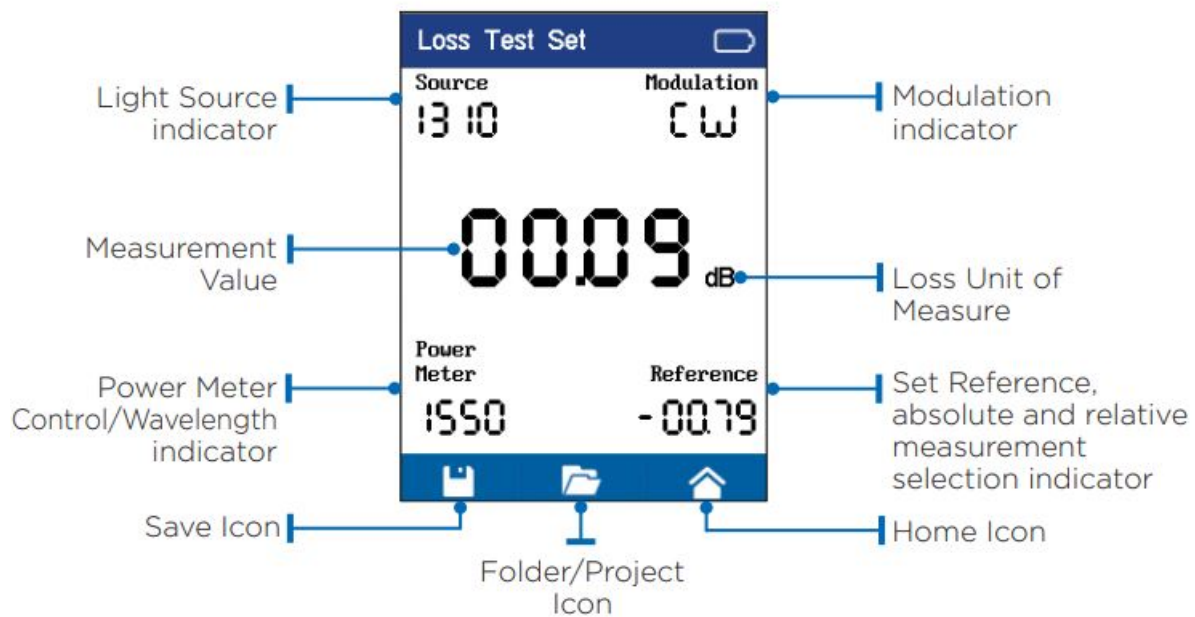 Loss Test Set
Source
1310
Modulation
CW
Light Source
indicator
Modulation
indicator
00.09
dB
Measurement
Value
Loss Unit of
Measure
Power
Meter
1550
Reference
-00.79
Power Meter
Control/Wavelength
indicator
Set Reference,
absolute and relative
measurement
selection indicator
Save Icon
Folder/Project
Icon
Home Icon